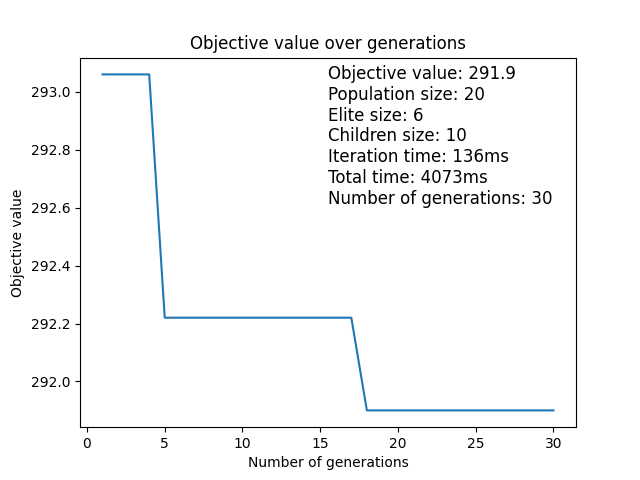 Objective value over generations
Objective value: 291.9
Population size: 20
Elite size: 6
Children size: 10
Iteration time: 136ms
Total time: 4073ms
Number of generations: 30
Objective value
293.0
292.8
292.6
292.4
292.2
292.0
0 5 10 15 20 25 30
Number of generations